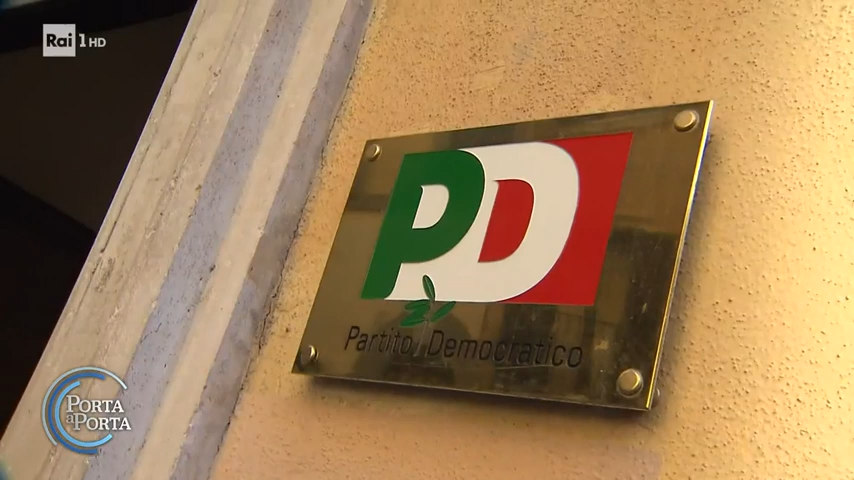 Rai 1 HD
PD
Partito Democratico
PORTA
a PORTA